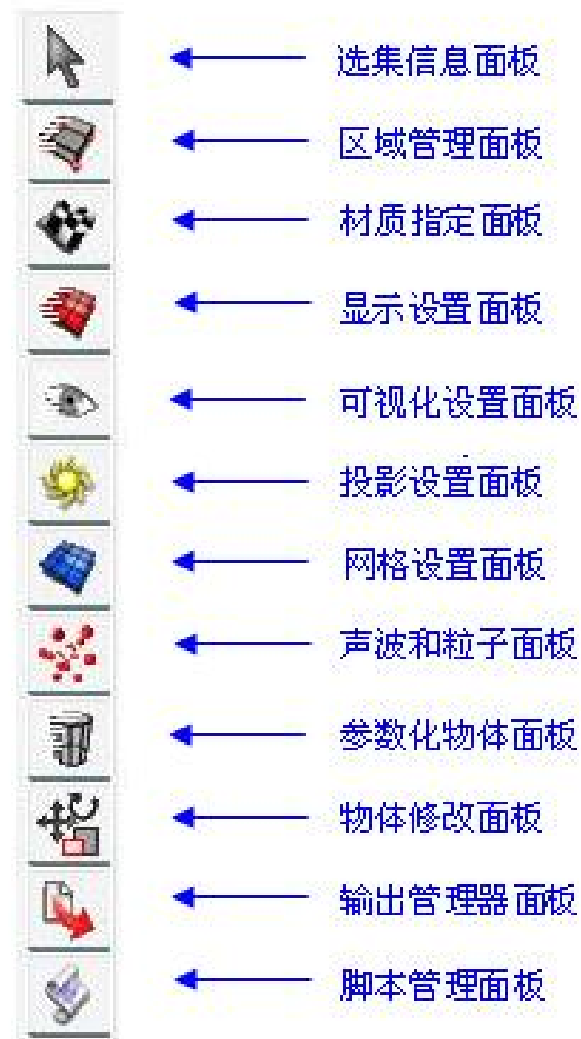 选集信息面板
区域管理面板
材质指定面板
显示设置面板
可视化设置面板
投影设置面板
网格设置面板
声波和粒子面板
参数化物体面板
物体修改面板
输出管理器面板
脚本管理面板